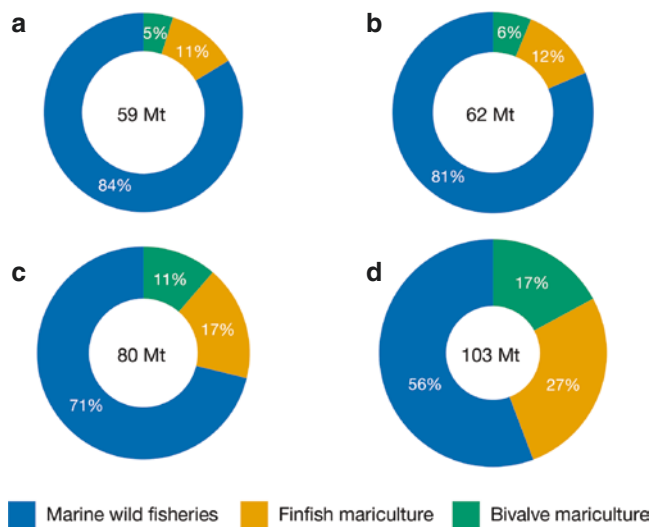 a
5%
11%
59 Mt
84%
b
6%
12%
62 Mt
81%
c
11%
17%
80 Mt
71%
d
17%
103 Mt
56%
27%
Marine wild fisheries Finfish mariculture Bivalve mariculture